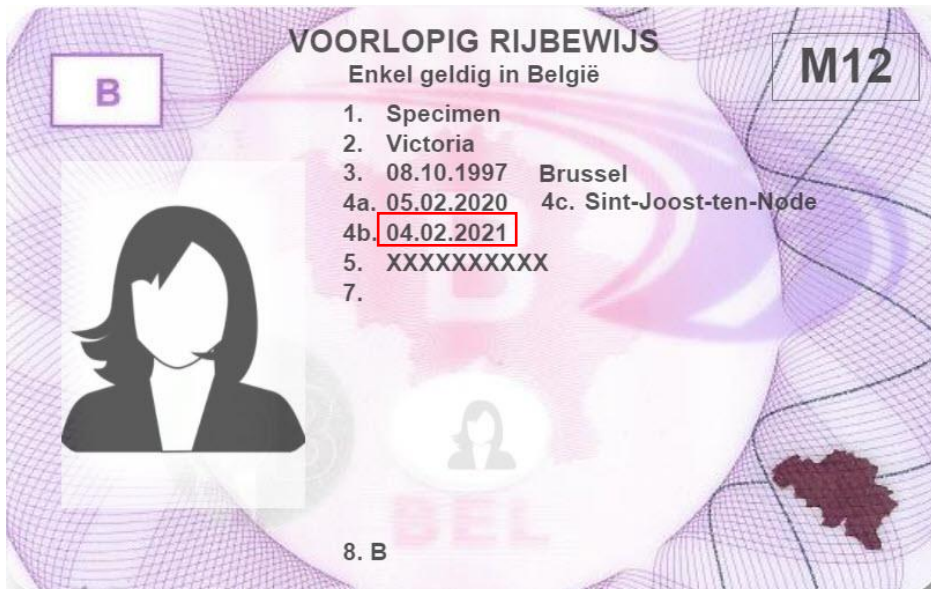 VOORLOPIG RIJBEWIJS
Enkel geldig in België
M12
B
1. Specimen
2. Victoria
3. 08.10.1997 Brussel
4a. 05.02.2020 4c. Sint-Joost-ten-Node
4b. 04.02.2021
5. XXXXXXXXXX
7.
BEL
8. B